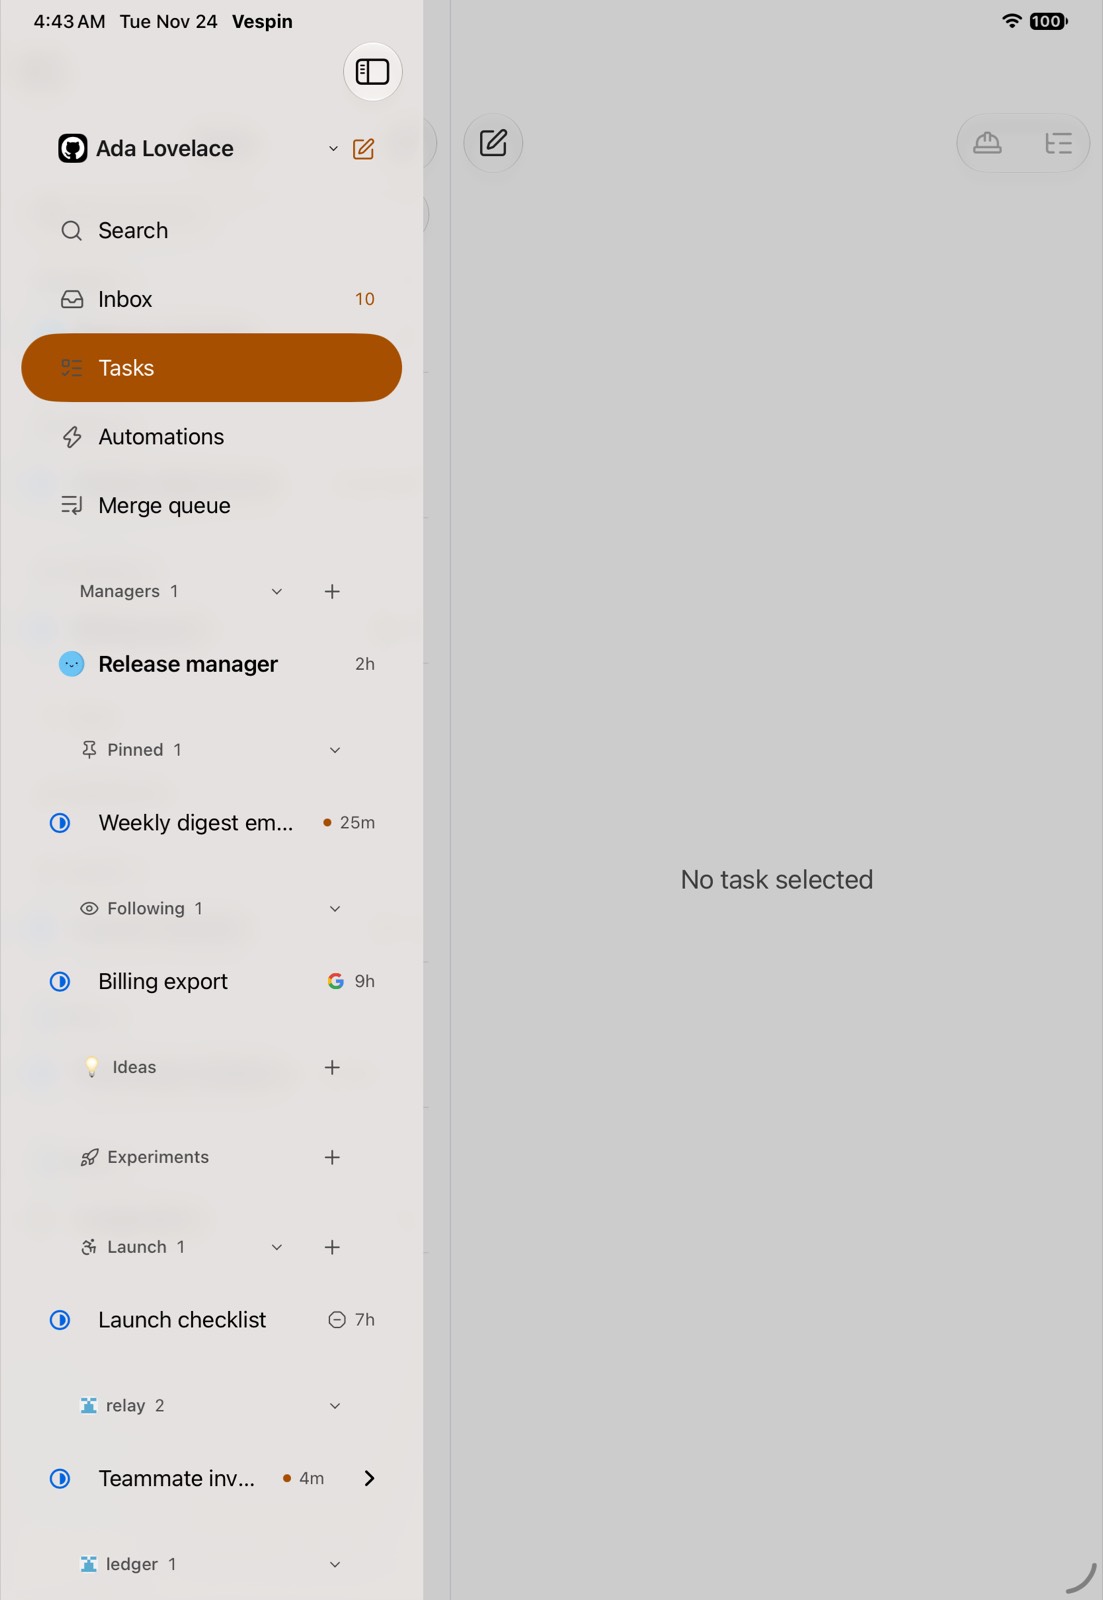 4:43 AM Tue Nov 24 Vespin
100
Ada Lovelace
Search
Inbox 10
Tasks
Automations
Merge queue
Managers 1
Release manager 2h
Pinned 1
Weekly digest em... 25m
Following 1
Billing export 9h
Ideas
Experiments
Launch 1
Launch checklist 7h
relay 2
Teammate inv... 4m
ledger 1
No task selected